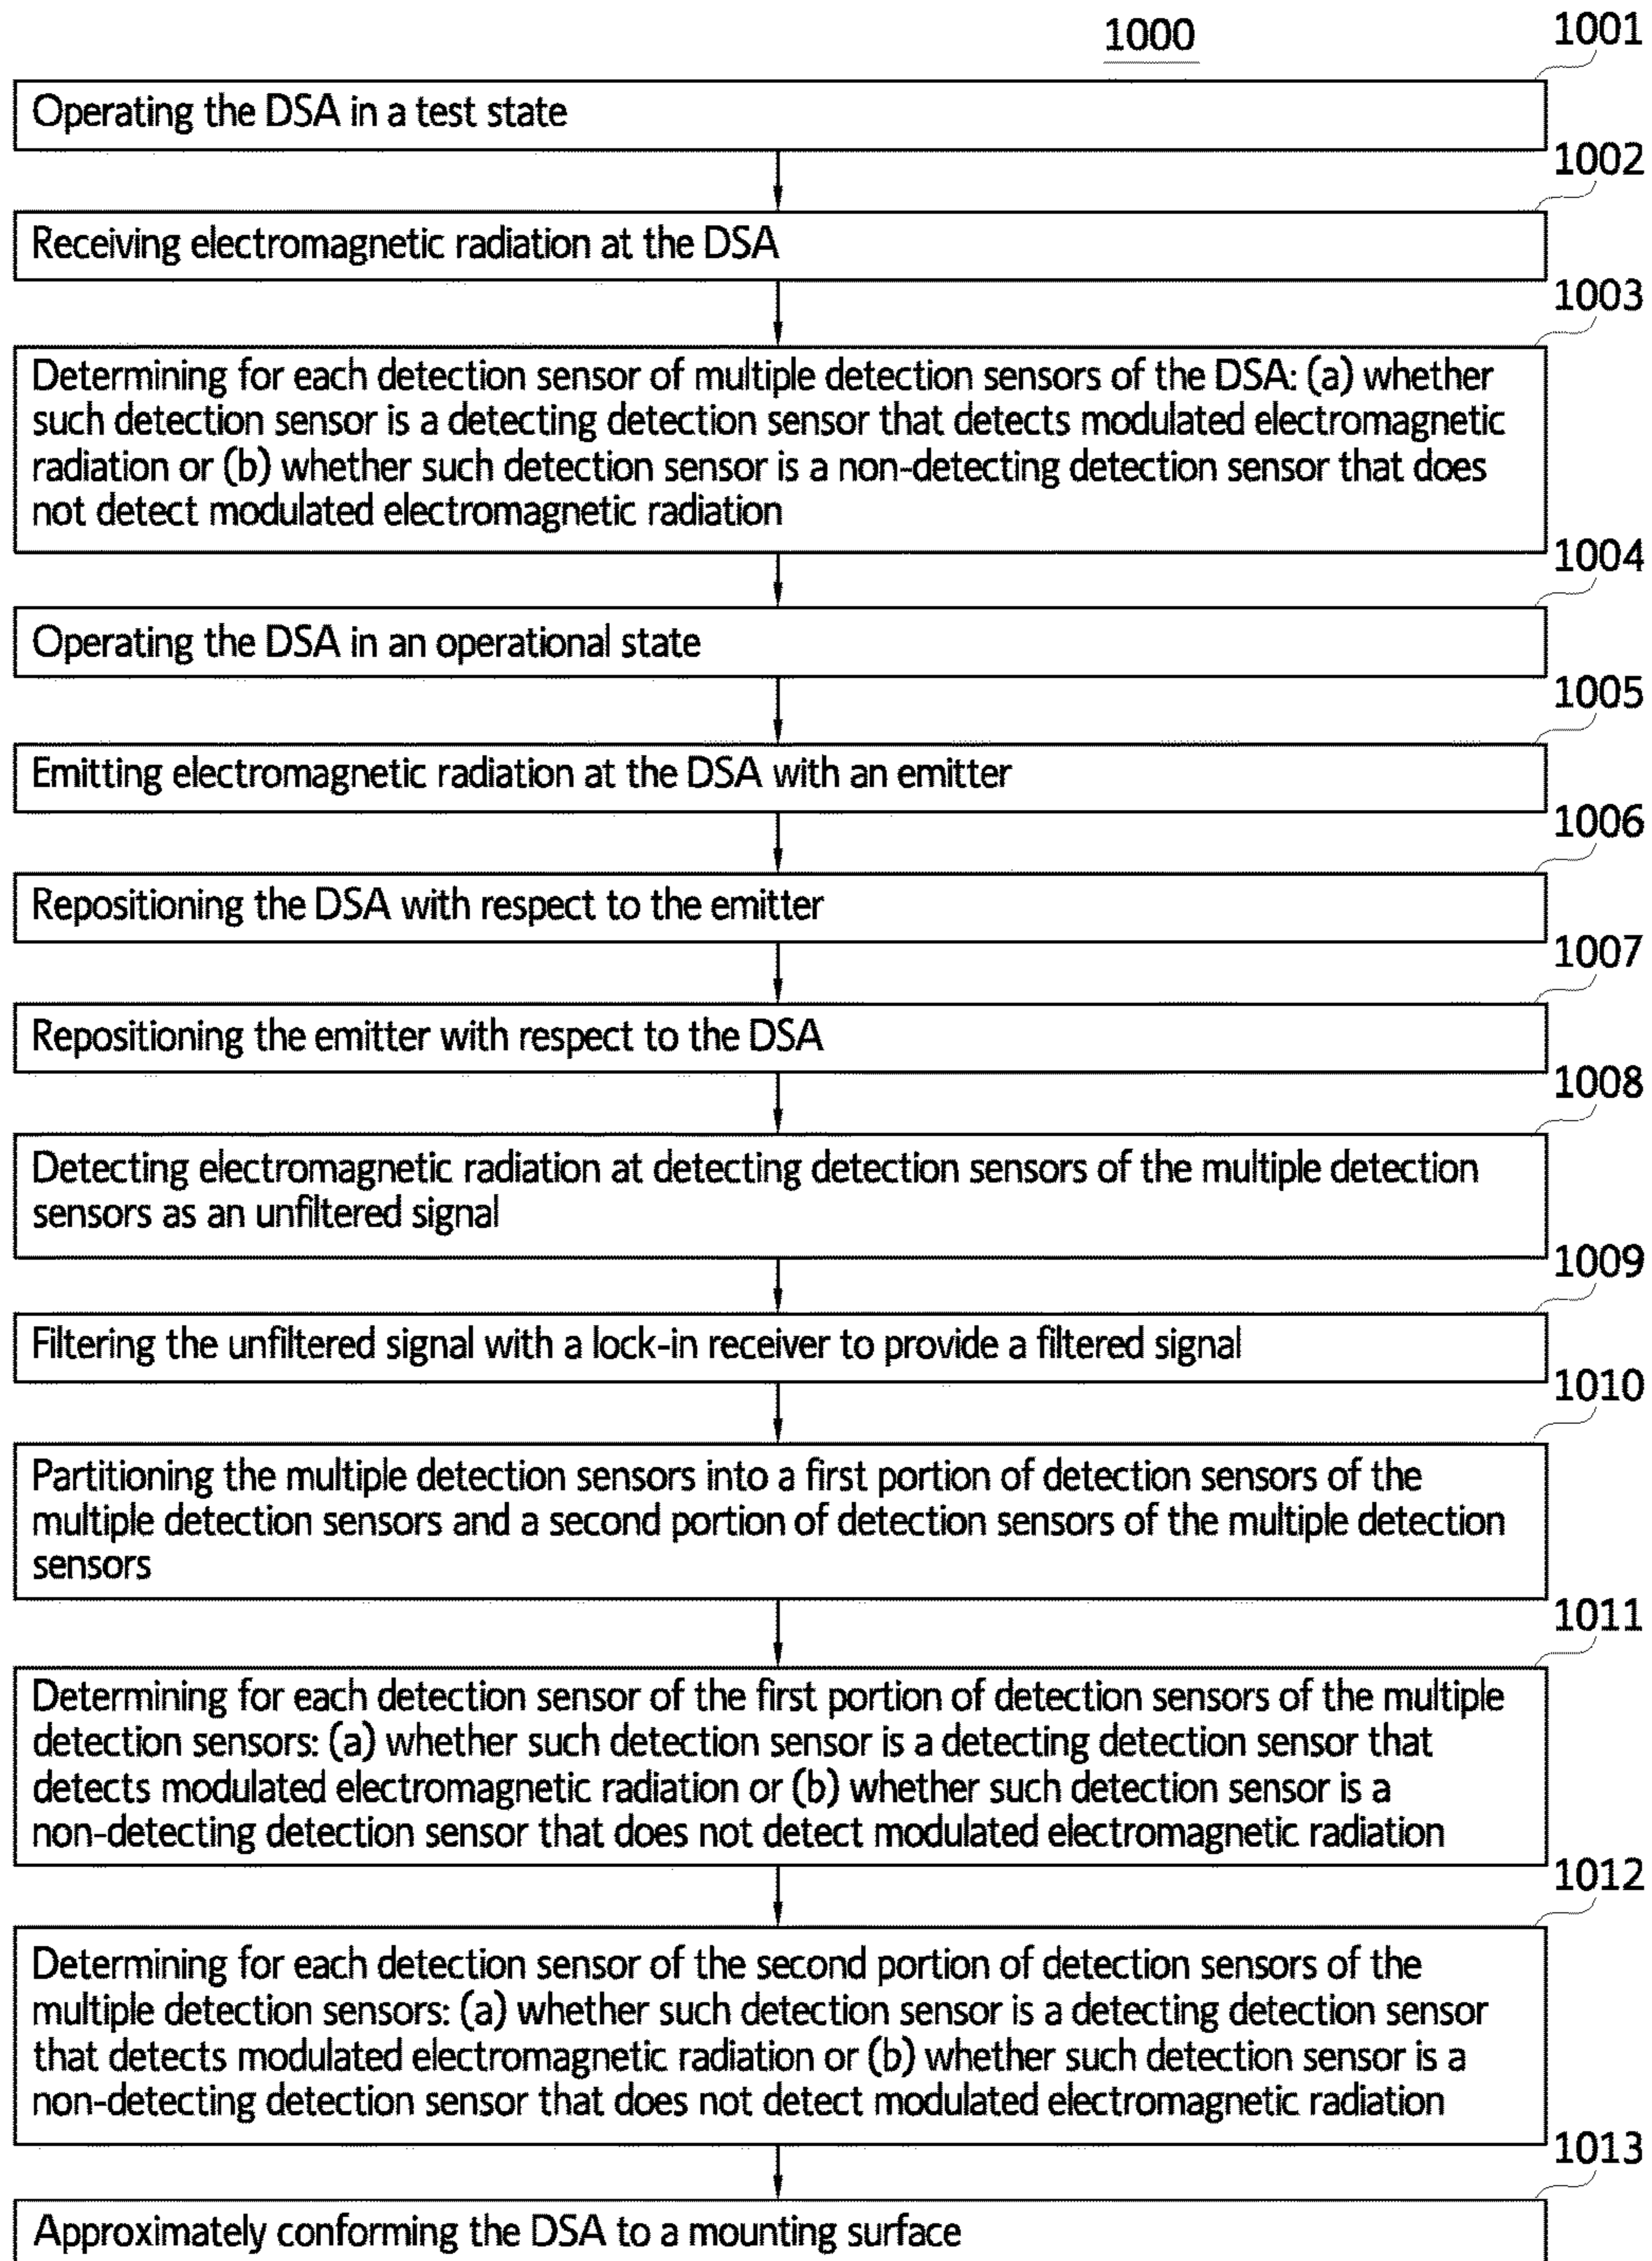 1000
1001
Operating the DSA in a test state
1002
Receiving electromagnetic radiation at the DSA
1003
Determining for each detection sensor of multiple detection sensors of the DSA: (a) whether
such detection sensor is a detecting detection sensor that detects modulated electromagnetic
radiation or (b) whether such detection sensor is a non-detecting detection sensor that does
not detect modulated electromagnetic radiation
1004
Operating the DSA in an operational state
1005
Emitting electromagnetic radiation at the DSA with an emitter
1006
Repositioning the DSA with respect to the emitter
1007
Repositioning the emitter with respect to the DSA
1008
Detecting electromagnetic radiation at detecting detection sensors of the multiple detection
sensors as an unfiltered signal
1009
Filtering the unfiltered signal with a lock-in receiver to provide a filtered signal
1010
Partitioning the multiple detection sensors into a first portion of detection sensors of the
multiple detection sensors and a second portion of detection sensors of the multiple detection
sensors
1011
Determining for each detection sensor of the first portion of detection sensors of the multiple
detection sensors: (a) whether such detection sensor is a detecting detection sensor that
detects modulated electromagnetic radiation or (b) whether such detection sensor is a
non-detecting detection sensor that does not detect modulated electromagnetic radiation
1012
Determining for each detection sensor of the second portion of detection sensors of the
multiple detection sensors: (a) whether such detection sensor is a detecting detection sensor
that detects modulated electromagnetic radiation or (b) whether such detection sensor is a
non-detecting detection sensor that does not detect modulated electromagnetic radiation
1013
Approximately conforming the DSA to a mounting surface